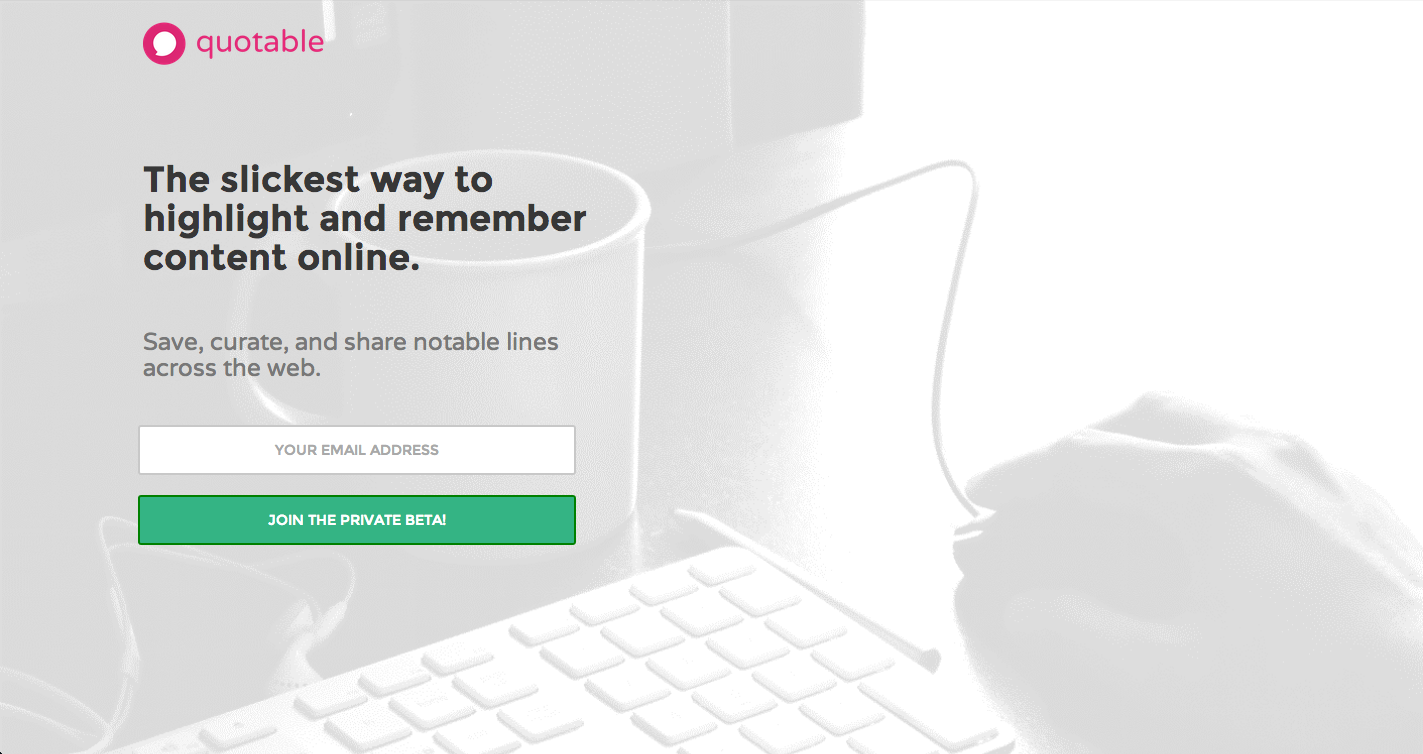 quotable
The slickest way to
highlight and remember
content online.
Save, curate, and share notable lines
across the web.
YOUR EMAIL ADDRESS
JOIN THE PRIVATE BETA!